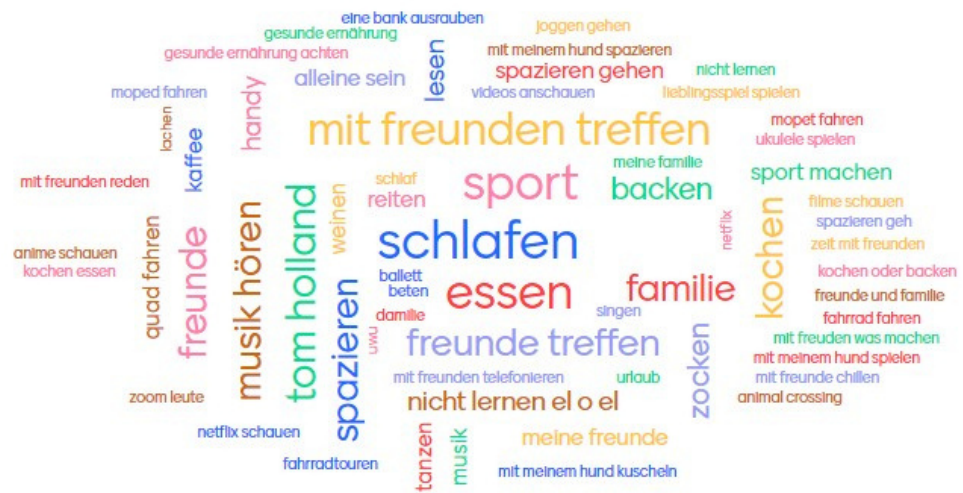 eine bank ausrauben
gesunde ernährung
joggen gehen
gesunde ernährung achten
mit meinem hund spazieren
alleine sein
lesen
spazieren gehen
nicht lernen
moped fahren
handy
videos anschauen
lieblingsspiel spielen
lachen
kaffee
mit freunden treffen
mopet fahren
ukulele spielen
mit freunden reden
schlaf
reiten
sport
meine familie
backen
sport machen
weinen
netflix
kochen
filme schauen
spazieren geh
zeit mit freunden
anime schauen
kochen essen
quad fahren
freunde
musik hören
tom holland
schlafen
ballett
beten
essen
familie
kochen oder backen
freunde und familie
spazieren
damilie
uwu
singen
fahrrad fahren
freunde treffen
zocken
mit freuden was machen
mit meinem hund spielen
mit freunden telefonieren
urlaub
mit freunde chillen
zoom leute
nicht lernen el o el
animal crossing
netflix schauen
tanzen
musik
meine freunde
fahrradtouren
mit meinem hund kuscheln